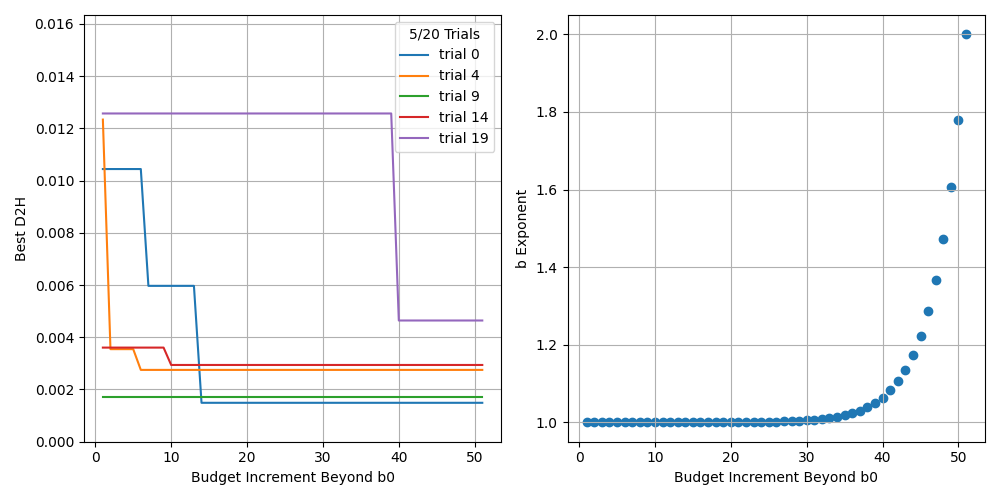 0.016
0.014
0.012
0.010
0.008
0.006
0.004
0.002
0.000
Best D2H
0 10 20 30 40 50
Budget Increment Beyond b0
5/20 Trials
trial 0
trial 4
trial 9
trial 14
trial 19
2.0
1.8
1.6
1.4
1.2
1.0
b Exponent
0 10 20 30 40 50
Budget Increment Beyond b0